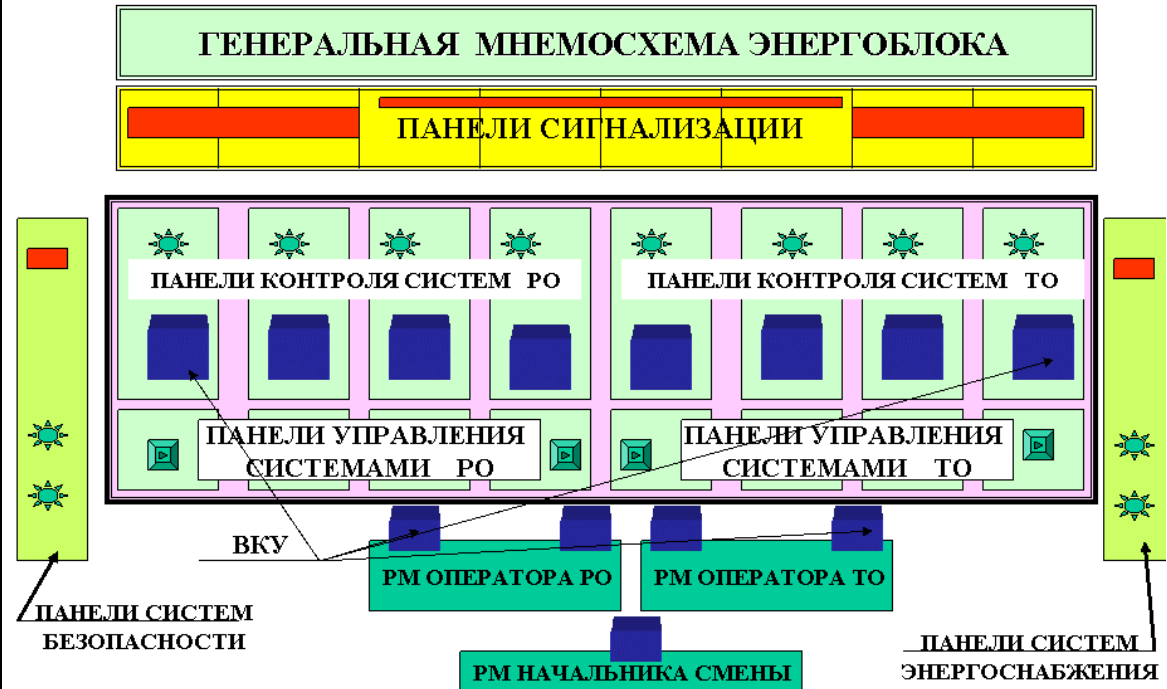 ГЕНЕРАЛЬНАЯ МНЕМОСХЕМА ЭНЕРГОБЛОКА
ПАНЕЛИ СИГНАЛИЗАЦИИ
ПАНЕЛИ КОНТРОЛЯ СИСТЕМ РО
ПАНЕЛИ КОНТРОЛЯ СИСТЕМ ТО
ПАНЕЛИ УПРАВЛЕНИЯ
СИСТЕМАМИ РО
ПАНЕЛИ УПРАВЛЕНИЯ
СИСТЕМАМИ ТО
ВКУ
РМ ОПЕРАТОРА РО
РМ ОПЕРАТОРА ТО
ПАНЕЛИ СИСТЕМ
БЕЗОПАСНОСТИ
ПАНЕЛИ СИСТЕМ
ЭНЕРГОСНАБЖЕНИЯ
РМ НАЧАЛЬНИКА СМЕНЫ